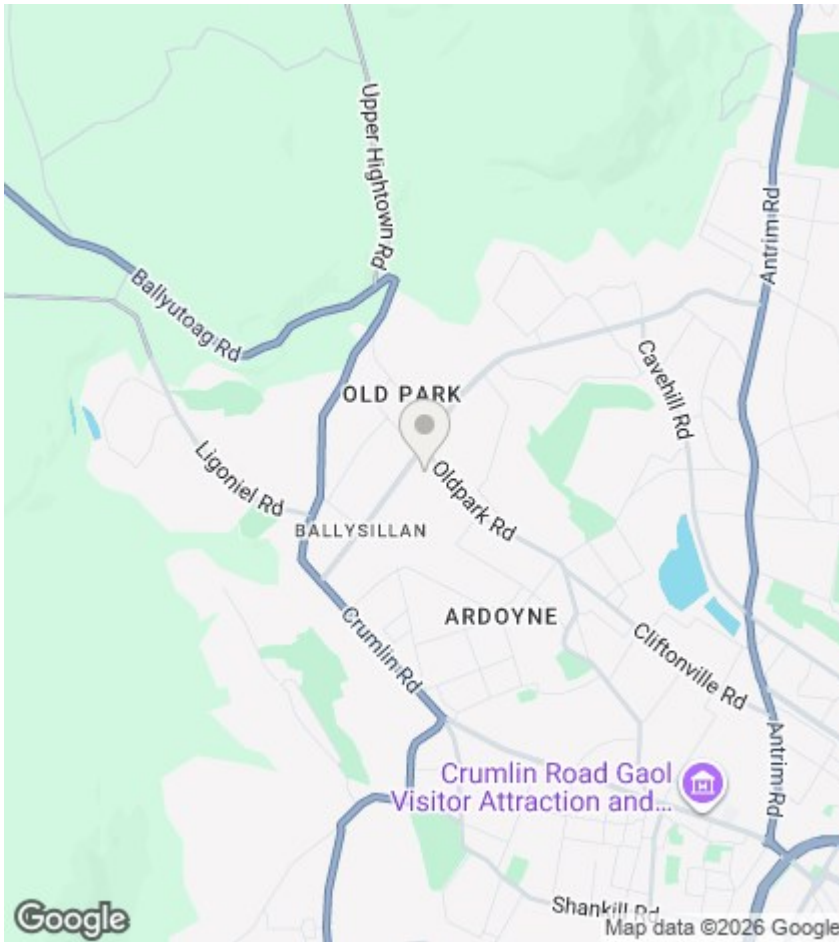 Upper Hightown Rd
Antrim Rd
Ballyutoag Rd
OLD PARK
Cavehill Rd
Ligoniel Rd
Oldpark Rd
BALLYSILLAN
ARDOYNE
Crumlin Rd
Cliftonville Rd
Antrim Rd
Crumlin Road Gaol
Visitor Attraction and...
Shankill Rd
Google
Map data ©2026 Google